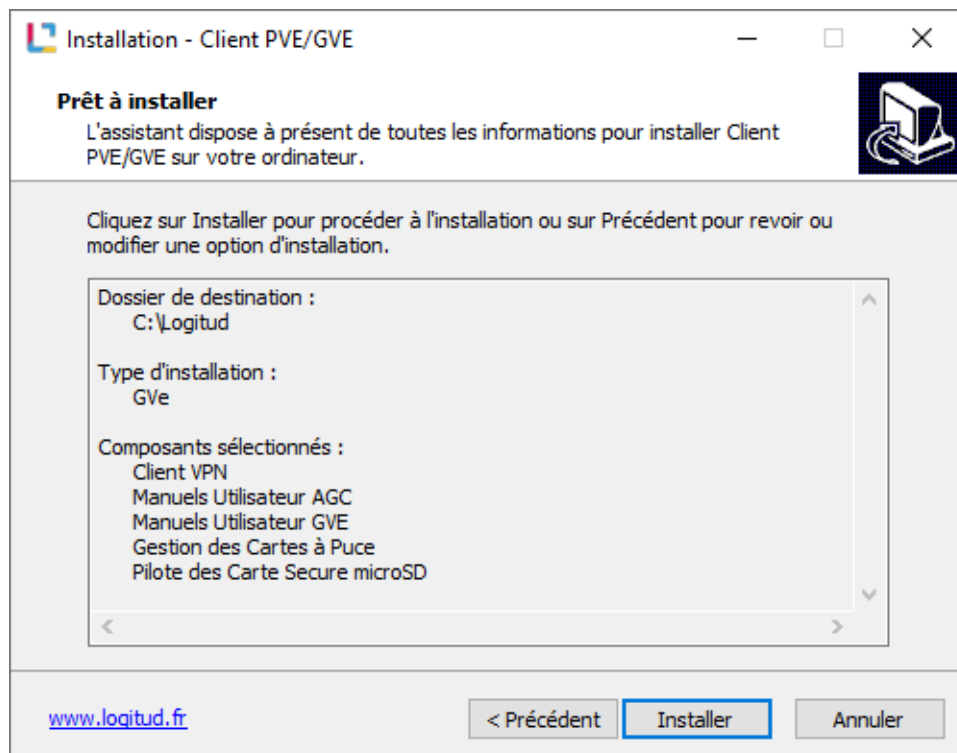 Installation - Client PVE/GVE
Prêt à installer
L'assistant dispose à présent de toutes les informations pour installer Client
PVE/GVE sur votre ordinateur.
Cliquez sur Installer pour procéder à l'installation ou sur Précédent pour revoir ou
modifier une option d'installation.
Dossier de destination :
C:\Logitud
Type d'installation :
GVe
Composants sélectionnés :
Client VPN
Manuels Utilisateur AGC
Manuels Utilisateur GVE
Gestion des Cartes à Puce
Pilote des Carte Secure microSD
www.logitud.fr
< Précédent
Installer
Annuler